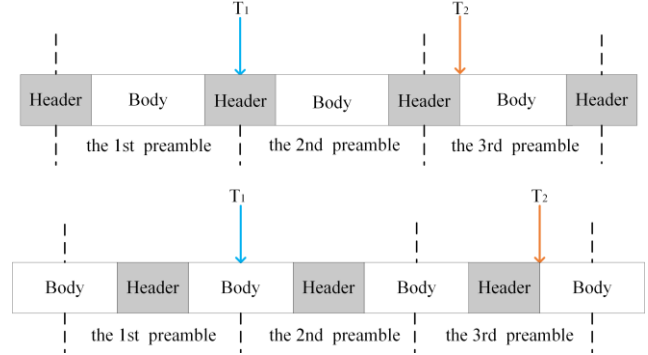 T1 T2
Header Body Header Body Header Body Header
the 1st preamble the 2nd preamble the 3rd preamble
T1 T2
Body Header Body Header Body Header Body
the 1st preamble the 2nd preamble the 3rd preamble